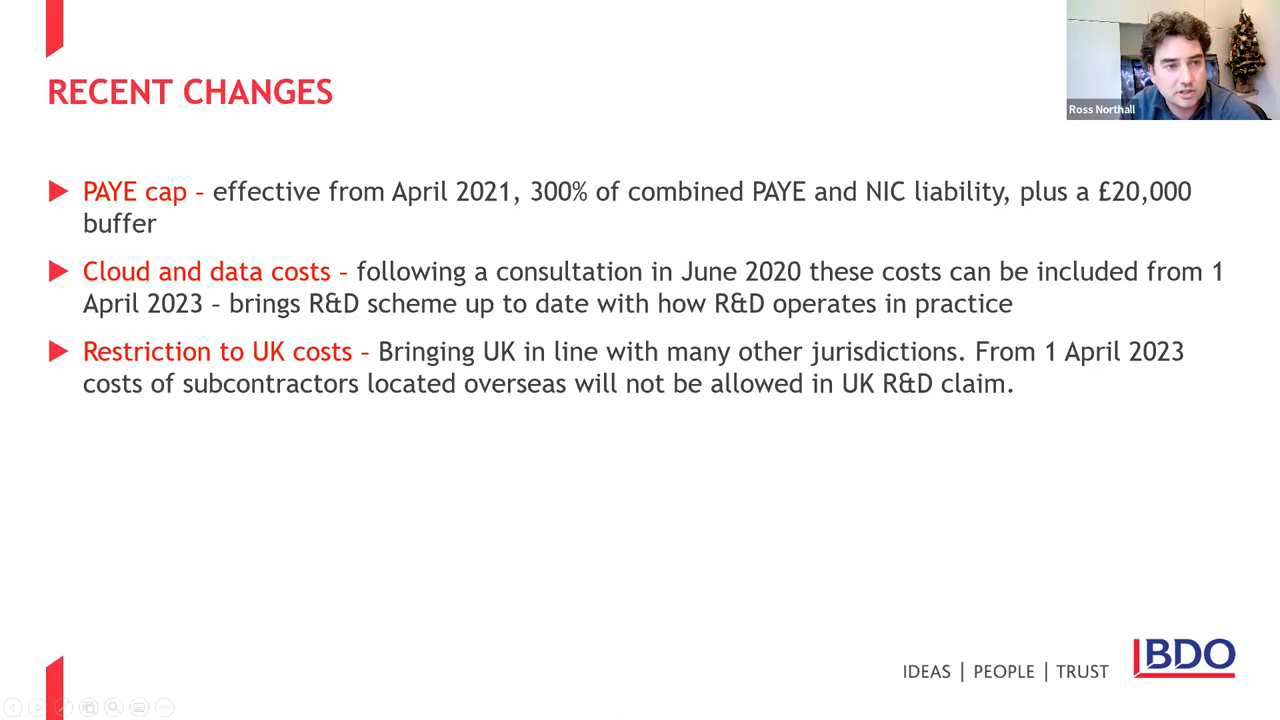 RECENT CHANGES
Ross Northall
PAYE cap – effective from April 2021, 300% of combined PAYE and NIC liability, plus a £20,000
buffer
Cloud and data costs – following a consultation in June 2020 these costs can be included from 1
April 2023 – brings R&D scheme up to date with how R&D operates in practice
Restriction to UK costs – Bringing UK in line with many other jurisdictions. From 1 April 2023
costs of subcontractors located overseas will not be allowed in UK R&D claim.
IDEAS | PEOPLE | TRUST
BDO